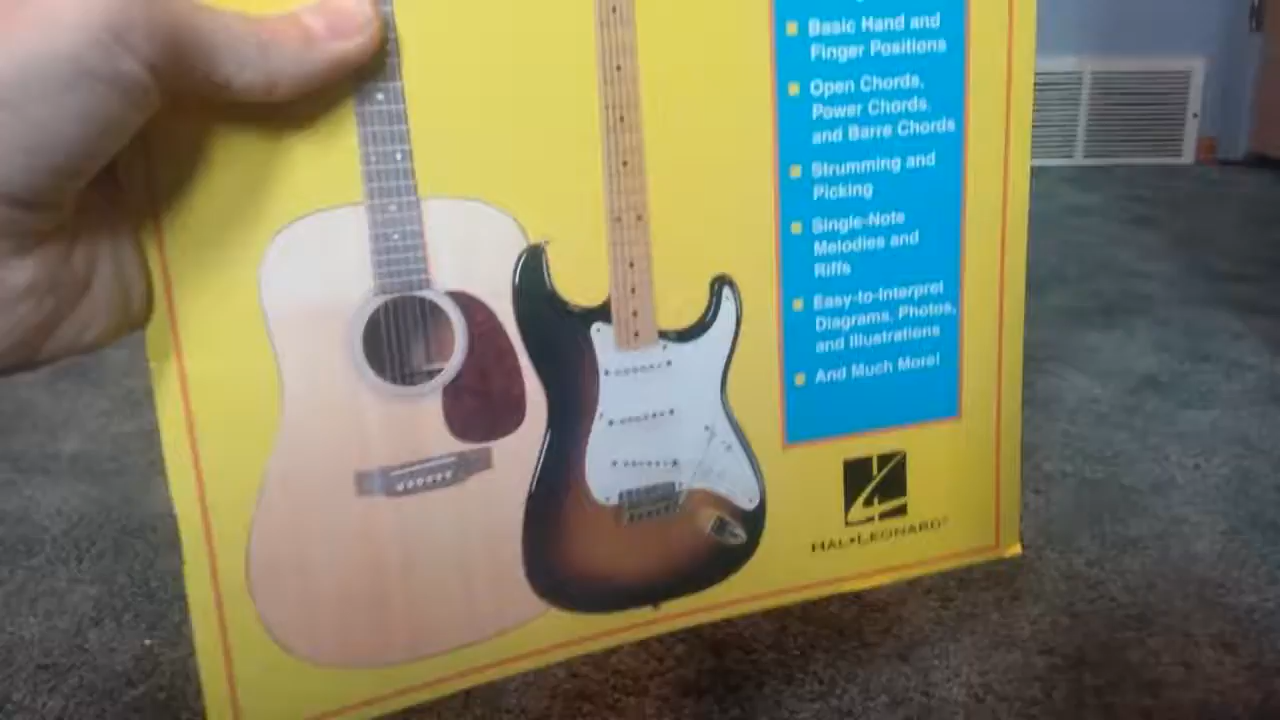 Basic Hand and
Finger Positions
Open Chords,
Power Chords,
and Barre Chords
Strumming and
Picking
Single-Note
Melodies and
Riffs
Easy-to-Interpret
Diagrams, Photos,
and Illustrations
And Much More!
HAL•LEONARD®